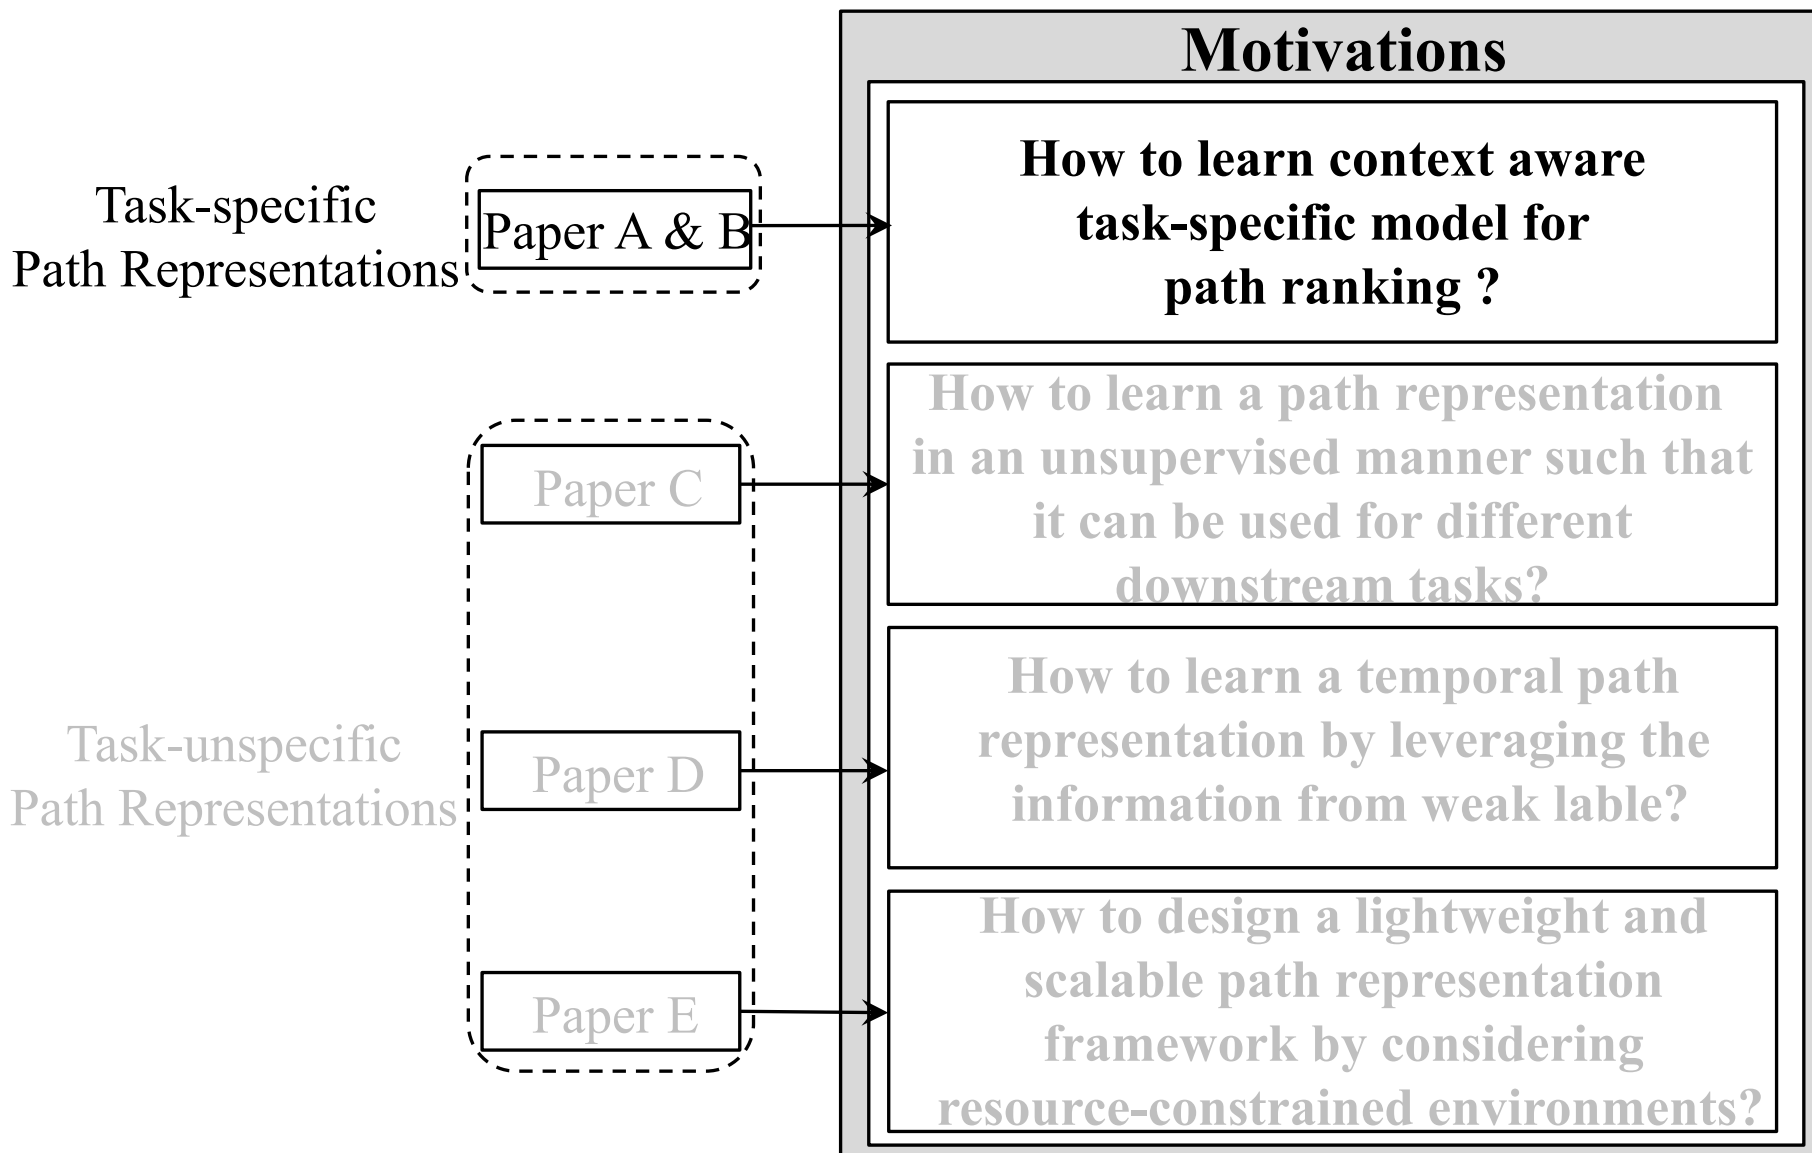 Motivations
Task-specific
Path Representations
Paper A & B
How to learn context aware
task-specific model for
path ranking ?
Paper C
How to learn a path representation
in an unsupervised manner such that
it can be used for different
downstream tasks?
Task-unspecific
Path Representations
Paper D
How to learn a temporal path
representation by leveraging the
information from weak lable?
Paper E
How to design a lightweight and
scalable path representation
framework by considering
resource-constrained environments?